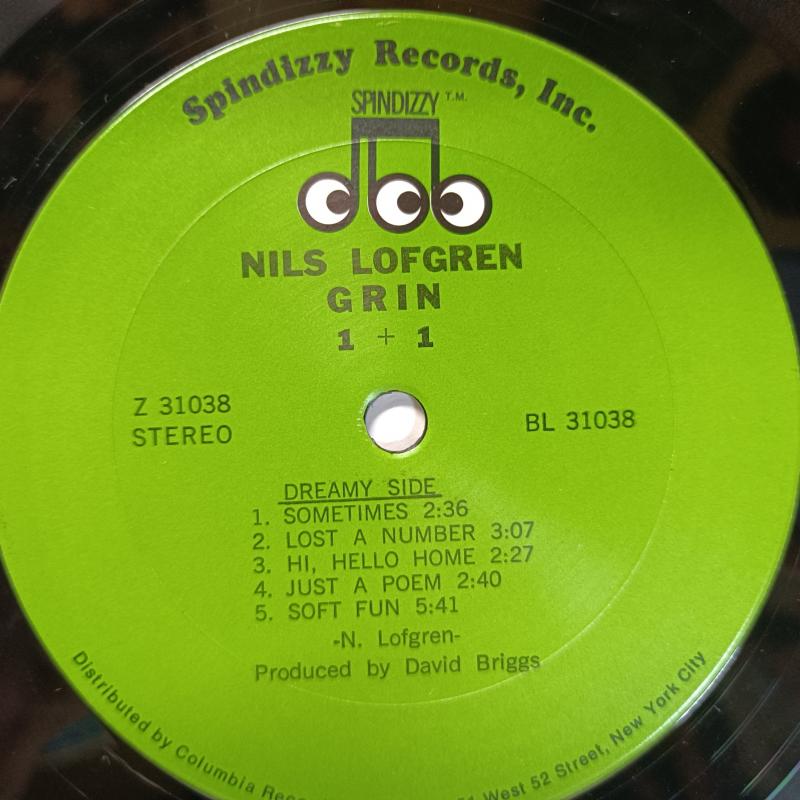 Spindizzy Records, Inc.
SPINDIZZY T.M.
NILS LOFGREN
GRIN
1 + 1
Z 31038
STEREO
BL 31038
DREAMY SIDE
1. SOMETIMES 2:36
2. LOST A NUMBER 3:07
3. HI, HELLO HOME 2:27
4. JUST A POEM 2:40
5. SOFT FUN 5:41
-N. Lofgren-
Produced by David Briggs
Distributed by Columbia West 52 Street, New York City